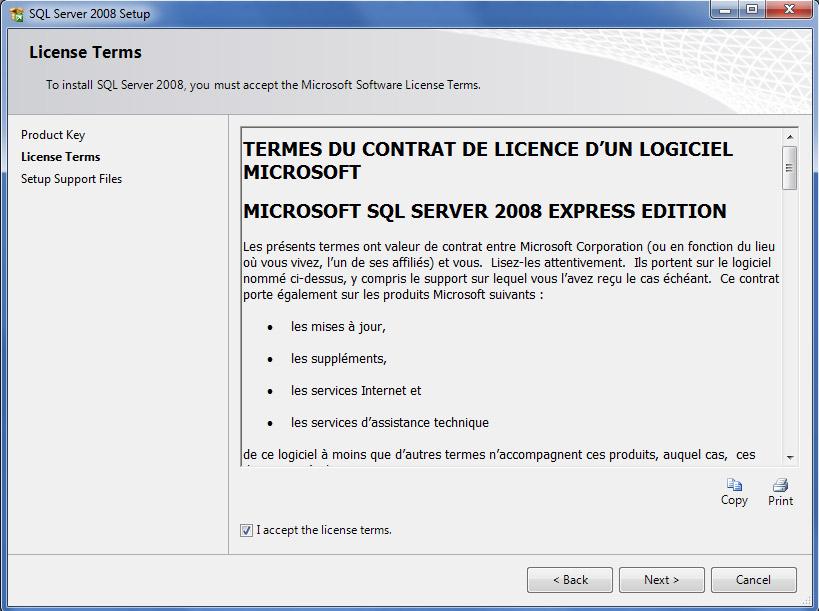 SQL Server 2008 Setup
License Terms
To install SQL Server 2008, you must accept the Microsoft Software License Terms.
Product Key
License Terms
Setup Support Files
TERMES DU CONTRAT DE LICENCE D’UN LOGICIEL
MICROSOFT
MICROSOFT SQL SERVER 2008 EXPRESS EDITION
Les présents termes ont valeur de contrat entre Microsoft Corporation (ou en fonction du lieu
où vous vivez, l’un de ses affiliés) et vous.  Lisez-les attentivement.  Ils portent sur le logiciel
nommé ci-dessus, y compris le support sur lequel vous l’avez reçu le cas échéant.  Ce contrat
porte également sur les produits Microsoft suivants :
• les mises à jour,
• les suppléments,
• les services Internet et
• les services d’assistance technique
de ce logiciel à moins que d’autres termes n’accompagnent ces produits, auquel cas,  ces
Copy
Print
I accept the license terms.
< Back
Next >
Cancel